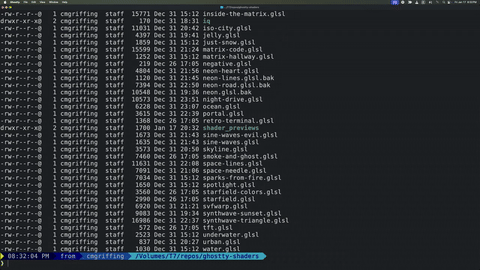 -rw-r--r--@  1 cmgriffing  staff  15771 Dec 31 15:12 inside-the-matrix.glsl
drwxr-xr-x@  2 cmgriffing  staff    170 Dec 31 18:31 iq
-rw-r--r--@  1 cmgriffing  staff  11031 Dec 31 20:42 iso-city.glsl
-rw-r--r--@  1 cmgriffing  staff   4397 Dec 31 19:41 jelly.glsl
-rw-r--r--@  1 cmgriffing  staff   1859 Dec 31 15:12 just-snow.glsl
-rw-r--r--@  1 cmgriffing  staff  15599 Dec 31 21:24 matrix-code.glsl
-rw-r--r--@  1 cmgriffing  staff   1252 Dec 31 15:12 matrix-hallway.glsl
-rw-r--r--@  1 cmgriffing  staff    219 Dec 26 17:05 negative.glsl
-rw-r--r--@  1 cmgriffing  staff   4804 Dec 31 21:56 neon-heart.glsl
-rw-r--r--@  1 cmgriffing  staff   1120 Dec 31 21:45 neon-lines.glsl.bak
-rw-r--r--@  1 cmgriffing  staff   7394 Dec 31 22:50 neon-road.glsl.bak
-rw-r--r--@  1 cmgriffing  staff  10548 Dec 31 19:36 neon.glsl.bak
-rw-r--r--@  1 cmgriffing  staff  10573 Dec 31 23:51 night-drive.glsl
-rw-r--r--@  1 cmgriffing  staff   6228 Dec 31 23:07 ocean.glsl
-rw-r--r--@  1 cmgriffing  staff   3615 Dec 31 22:39 portal.glsl
-rw-r--r--@  1 cmgriffing  staff   1368 Dec 26 17:05 retro-terminal.glsl
drwxr-xr-x@  2 cmgriffing  staff   1700 Jan 17 20:32 shader_previews
-rw-r--r--@  1 cmgriffing  staff   1673 Dec 31 21:43 sine-waves-evil.glsl
-rw-r--r--@  1 cmgriffing  staff   1635 Dec 31 21:43 sine-waves.glsl
-rw-r--r--@  1 cmgriffing  staff   3573 Dec 31 20:50 skyline.glsl
-rw-r--r--@  1 cmgriffing  staff   7460 Dec 26 17:05 smoke-and-ghost.glsl
-rw-r--r--@  1 cmgriffing  staff  11631 Dec 31 22:08 space-lines.glsl
-rw-r--r--@  1 cmgriffing  staff   7091 Dec 31 21:06 space-needle.glsl
-rw-r--r--@  1 cmgriffing  staff   7034 Dec 31 15:12 sparks-from-fire.glsl
-rw-r--r--@  1 cmgriffing  staff   1650 Dec 31 15:12 spotlight.glsl
-rw-r--r--@  1 cmgriffing  staff   3560 Dec 26 17:05 starfield-colors.glsl
-rw-r--r--@  1 cmgriffing  staff   2990 Dec 26 17:05 starfield.glsl
-rw-r--r--@  1 cmgriffing  staff   6291 Dec 31 20:21 svfwarp.glsl
-rw-r--r--@  1 cmgriffing  staff   9083 Dec 31 19:34 synthwave-sunset.glsl
-rw-r--r--@  1 cmgriffing  staff  16986 Dec 31 22:37 synthwave-triangle.glsl
-rw-r--r--@  1 cmgriffing  staff    572 Dec 26 17:05 tft.glsl
-rw-r--r--@  1 cmgriffing  staff   2523 Dec 31 15:12 underwater.glsl
-rw-r--r--@  1 cmgriffing  staff    837 Dec 31 20:27 urban.glsl
-rw-r--r--@  1 cmgriffing  staff   1030 Dec 31 15:12 water.glsl
08:32:04 PM from cmgriffing /Volumes/T7/repos/ghostty-shaders
❯